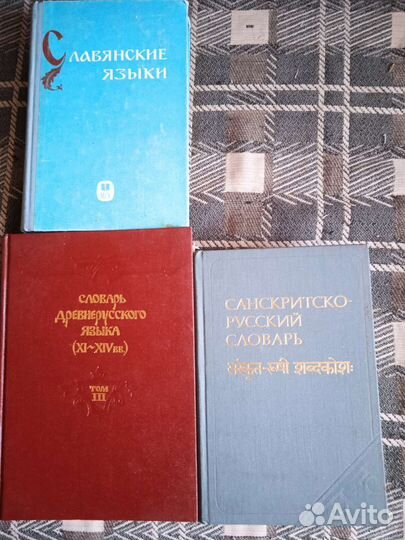 Славянские
языки
Словарь
древнерусского
языка
(XI~XIV вв.)
том
III
САНСКРИТСКО-
РУССКИЙ
СЛОВАРЬ
संस्कृत-रूसी शब्दकोशः
Avito